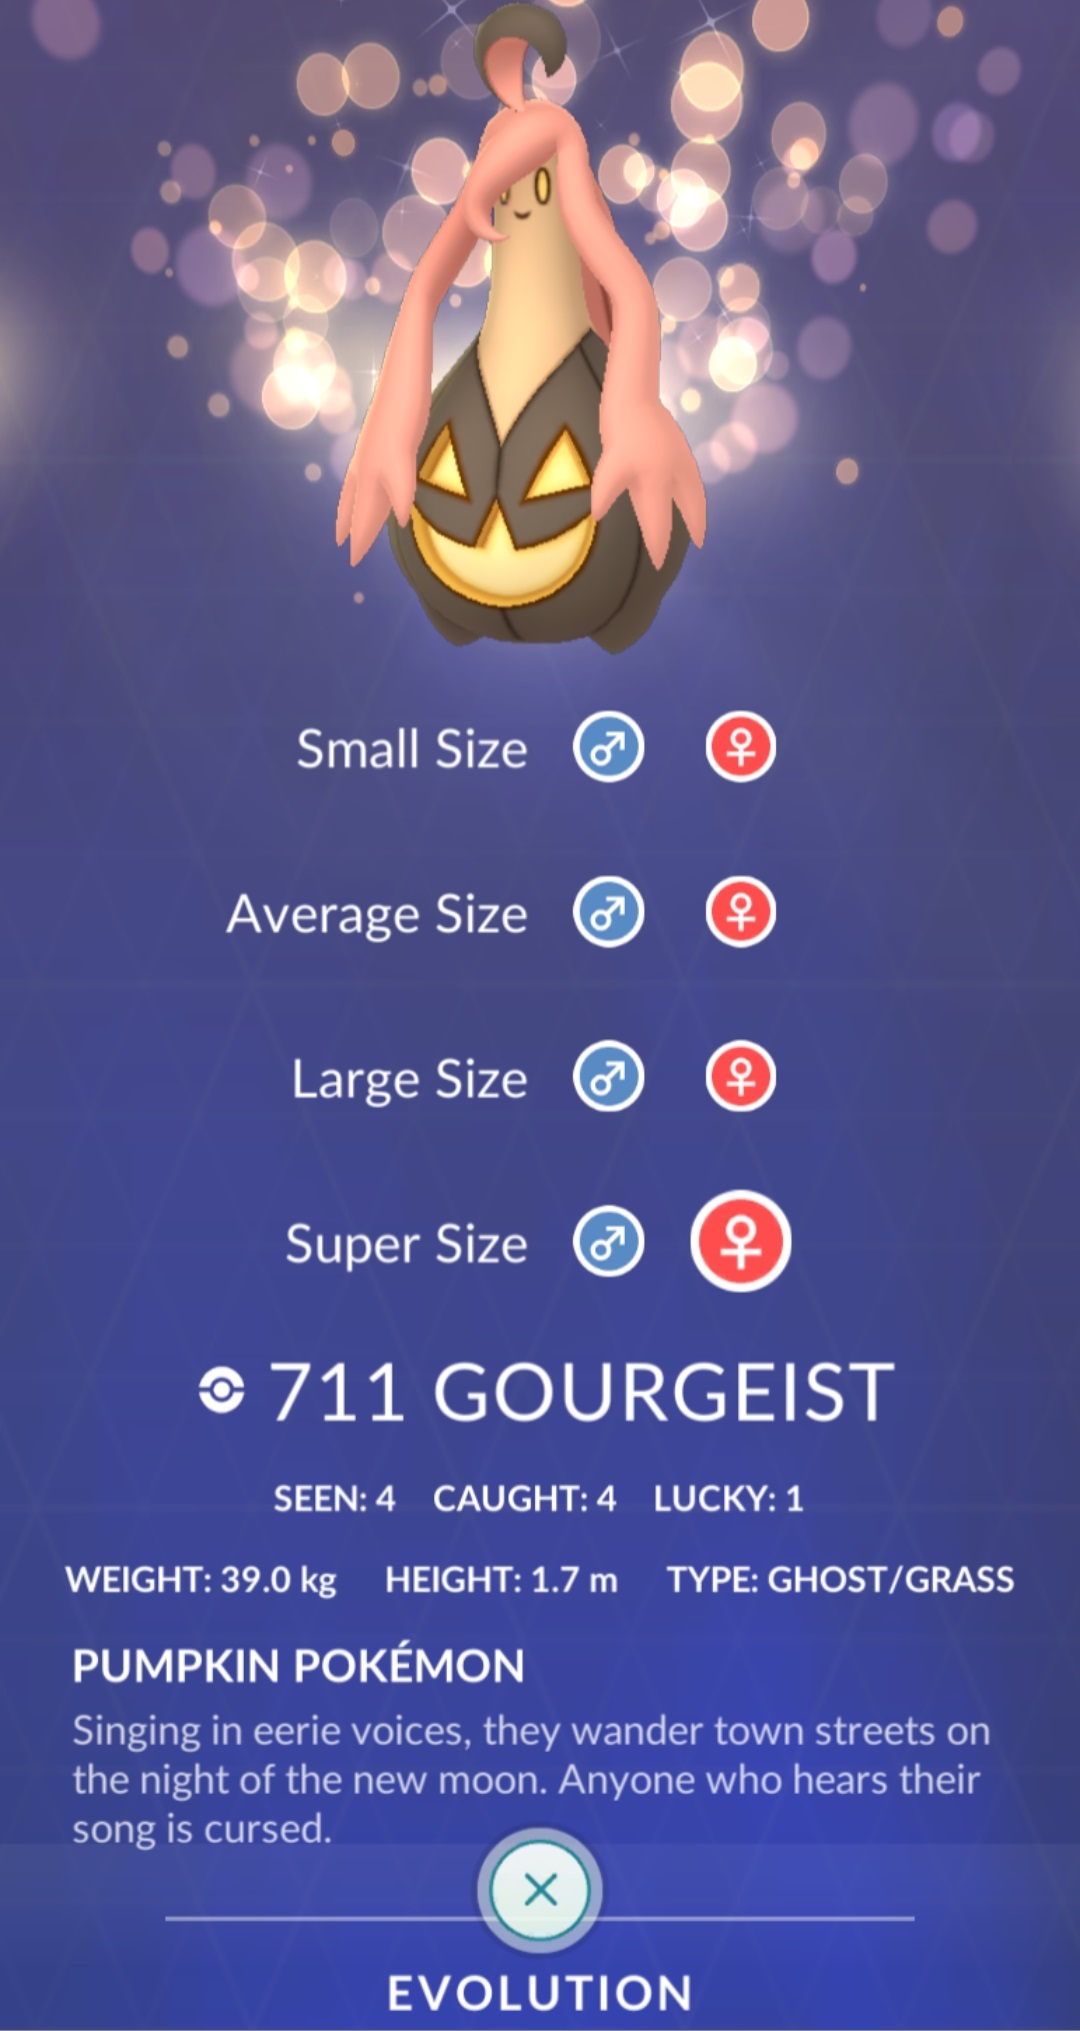 Small Size
Average Size
Large Size
Super Size
711 GOURGEIST
SEEN: 4 CAUGHT: 4 LUCKY: 1
WEIGHT: 39.0 kg HEIGHT: 1.7 m TYPE: GHOST/GRASS
PUMPKIN POKÉMON
Singing in eerie voices, they wander town streets on
the night of the new moon. Anyone who hears their
song is cursed.
EVOLUTION